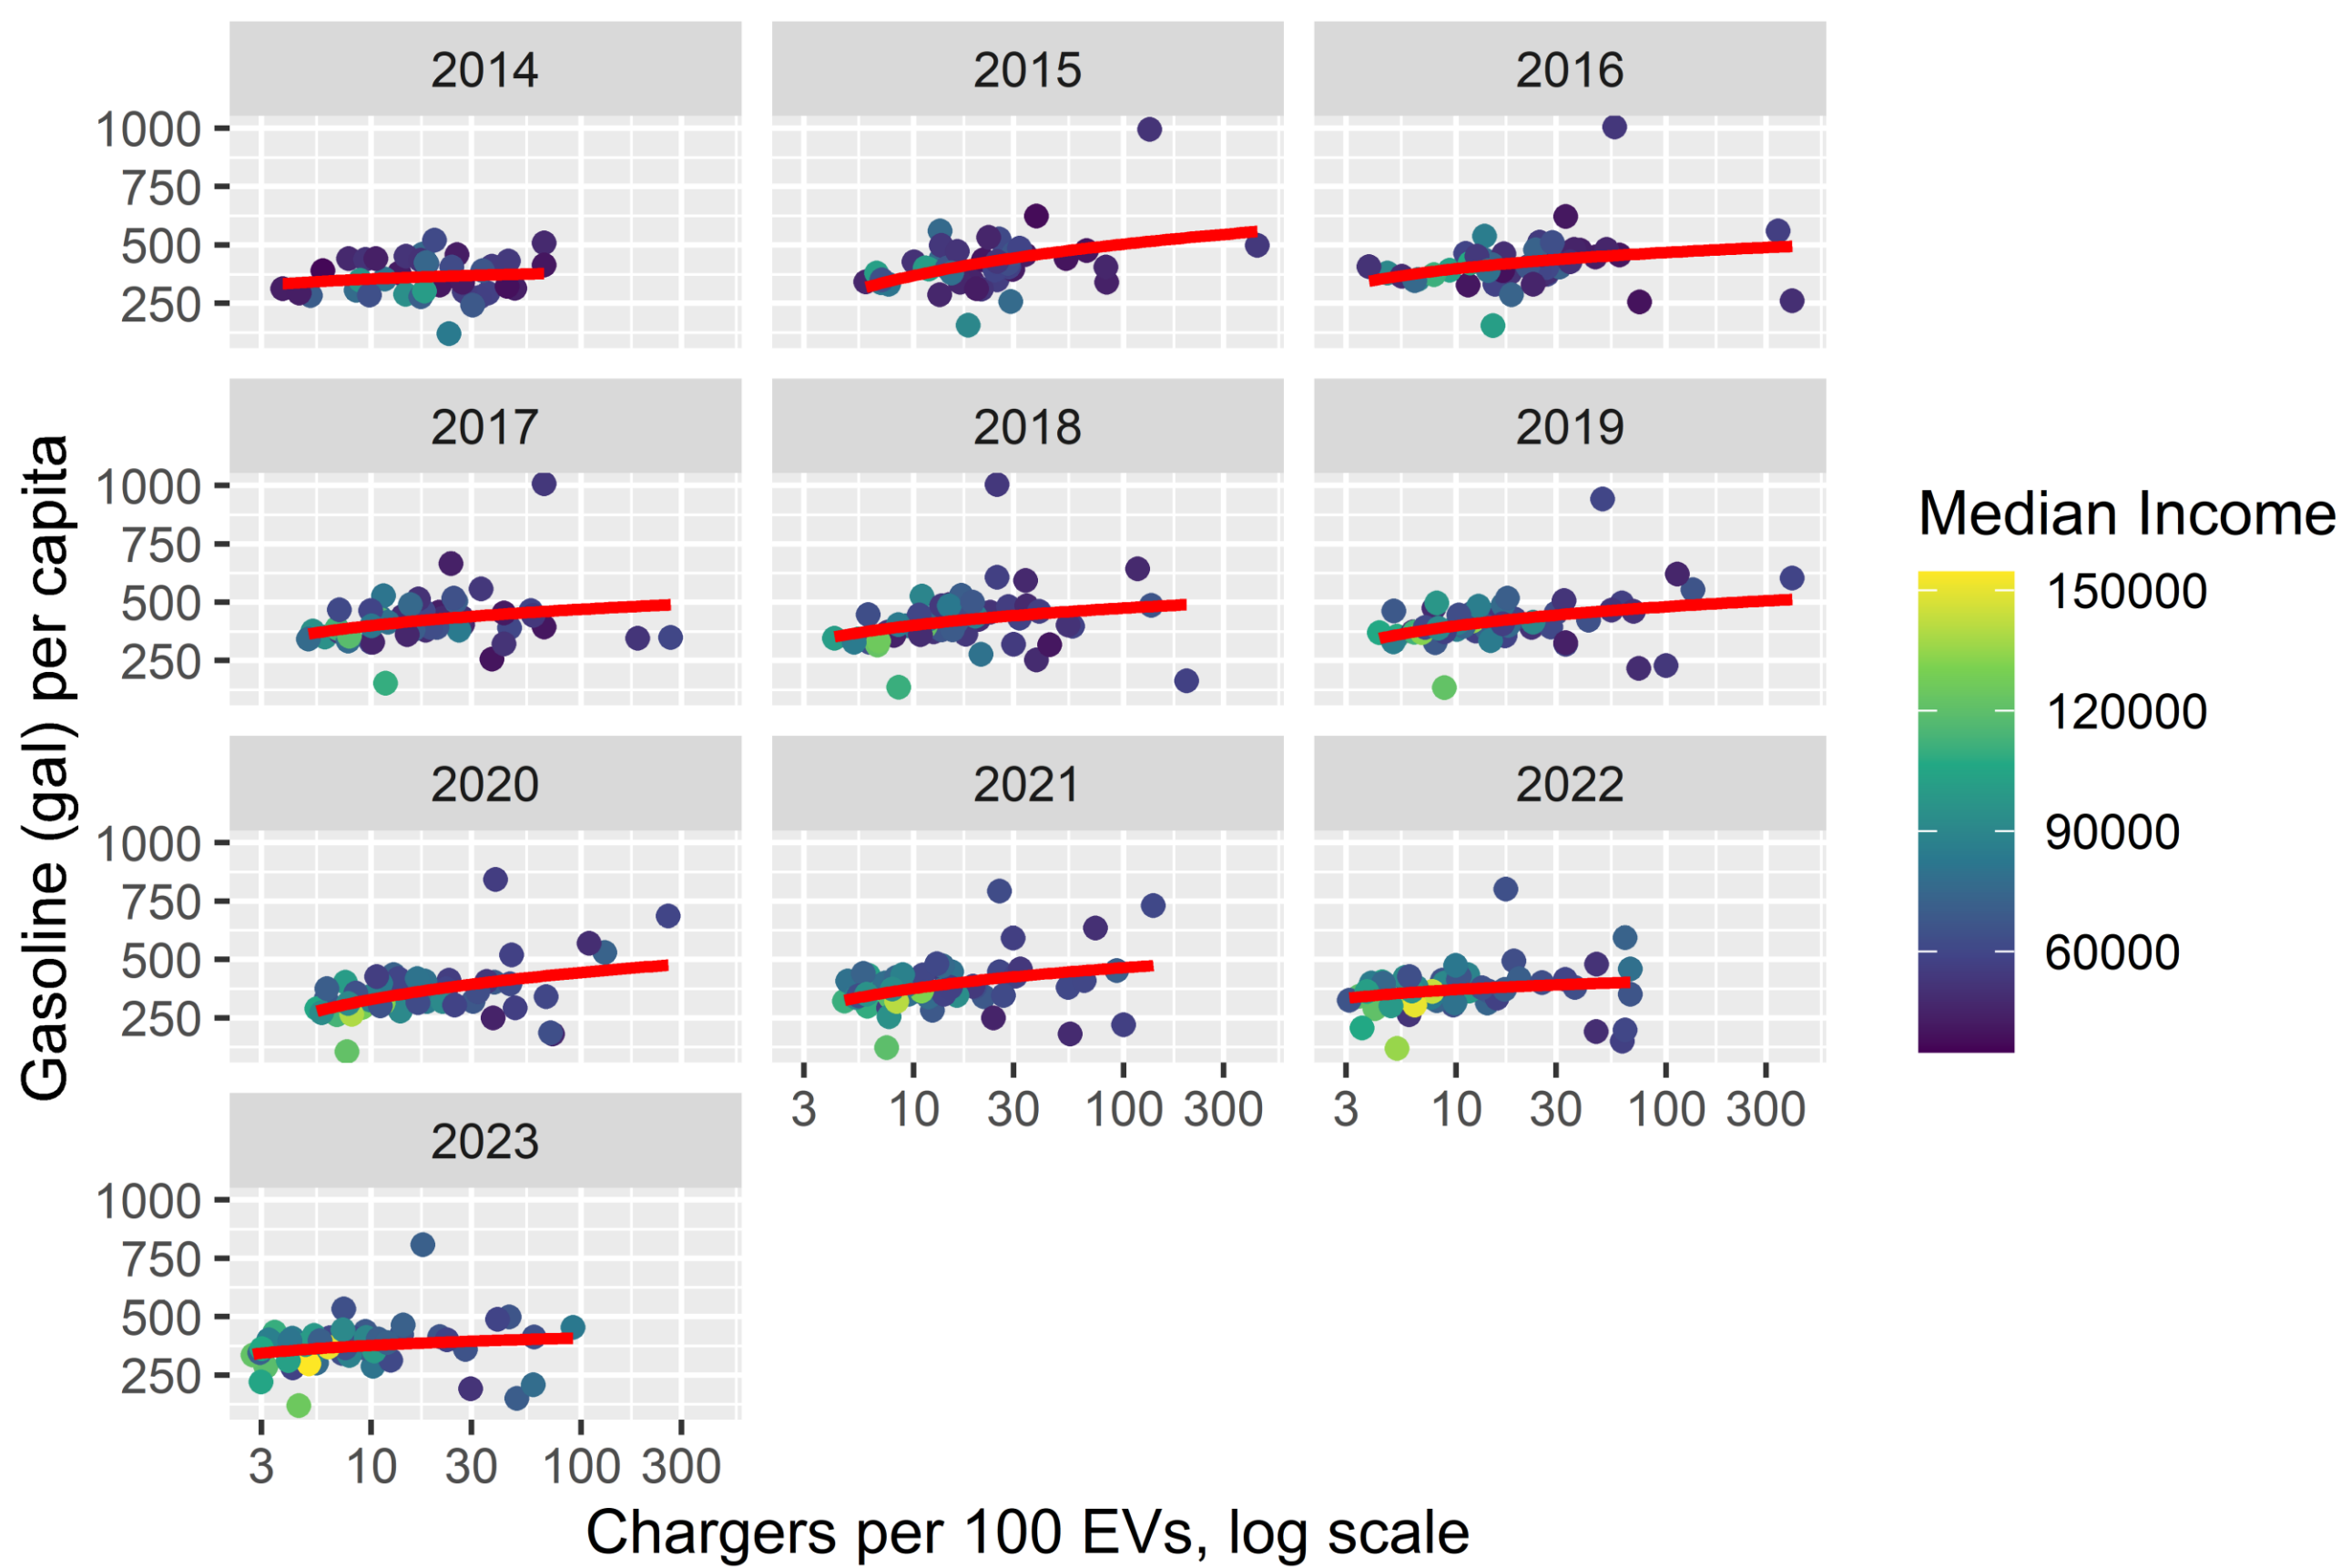 2014 2015 2016
1000
750
500
250
2017 2018 2019
1000
750
500
250
2020 2021 2022
1000
750
500
250
3 10 30 100 300 3 10 30 100 300
2023
1000
750
500
250
3 10 30 100 300
Chargers per 100 EVs, log scale
Gasoline (gal) per capita
Median Income
150000
120000
90000
60000